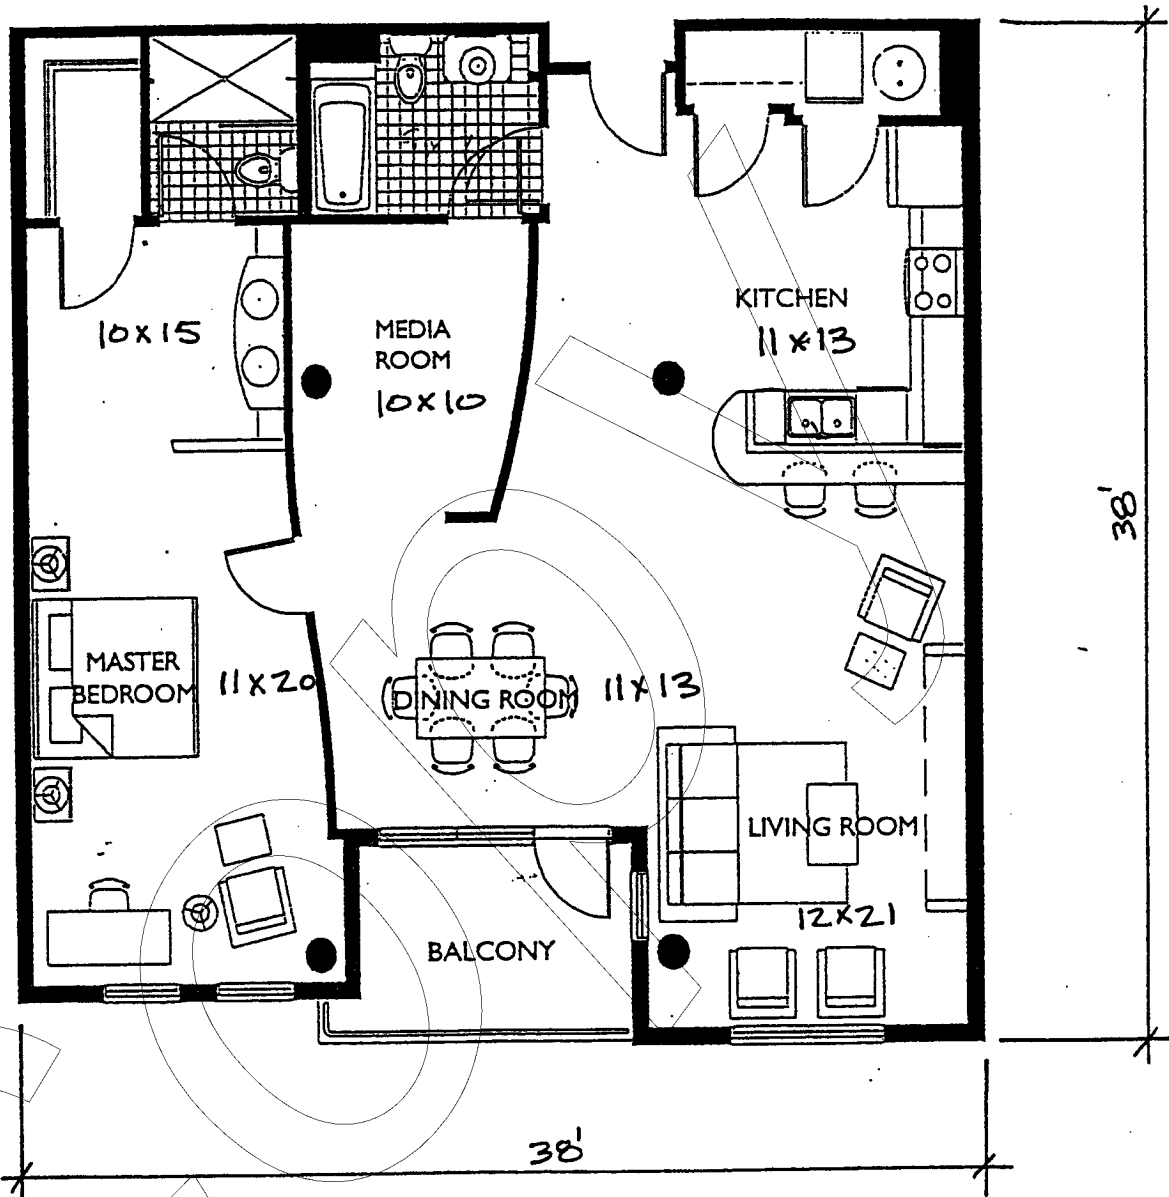 KITCHEN
11x13
10x15
MEDIA
ROOM
10x10
38'
MASTER
BEDROOM
11x20
DINING ROOM
11x13
LIVING ROOM
12x21
BALCONY
38'